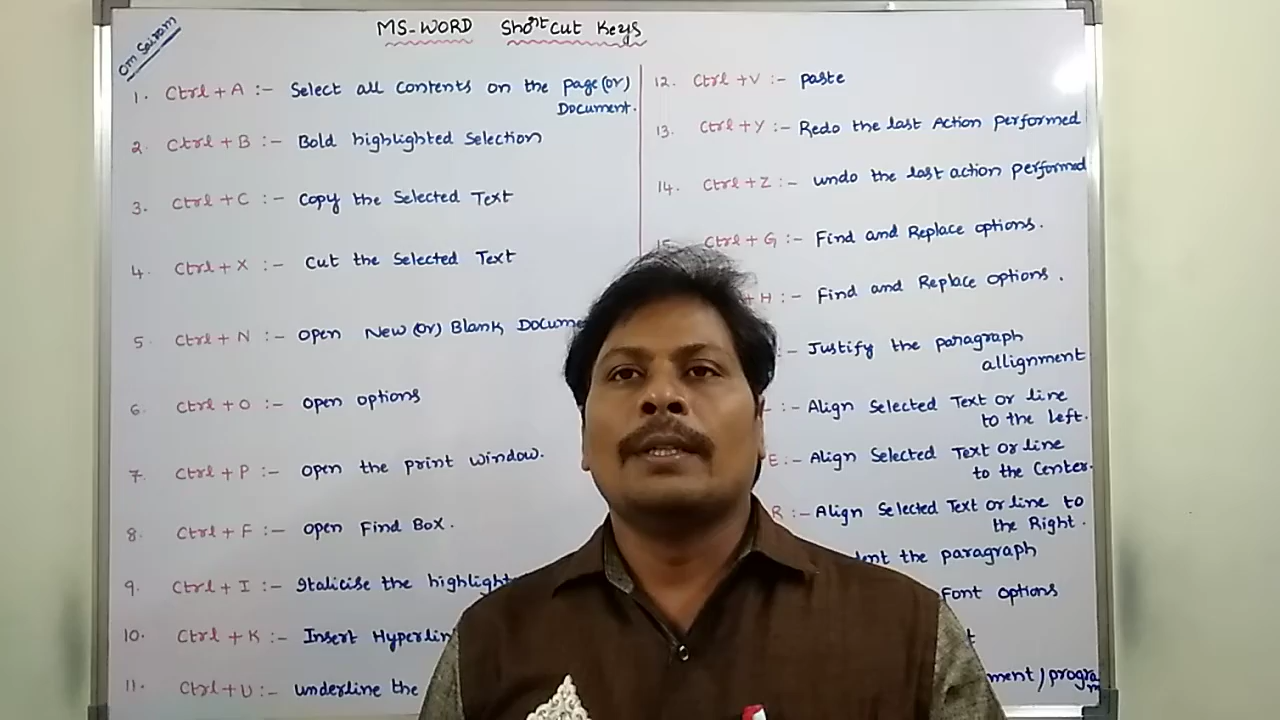 Om Sairam
MS-WORD Shortcut Keys
1. Ctrl + A :- Select all Contents on the page (or)
Document.
2. Ctrl + B :- Bold highlighted Selection
3. Ctrl + C :- Copy the Selected Text
4. Ctrl + X :- Cut the Selected Text
5. Ctrl + N :- Open New (or) Blank
6. Ctrl + O :- Open options
7. Ctrl + P :- Open the print window.
8. Ctrl + F :- Open Find Box.
9. Ctrl + I :- Italicise the
10. Ctrl + K :- Insert
11. Ctrl + U :- underline the
12. Ctrl + V :- paste
13. Ctrl + Y :- Redo the last Action performed
14. Ctrl + Z :- undo the last action performed
15. Ctrl + G :- Find and Replace options.
+ H :- Find and Replace options.
:- Justify the paragraph
allignment
:- Align Selected Text or line
to the left.
E :- Align Selected Text or line
to the Center.
R :- Align Selected Text or line to
the Right.
the paragraph
Font options